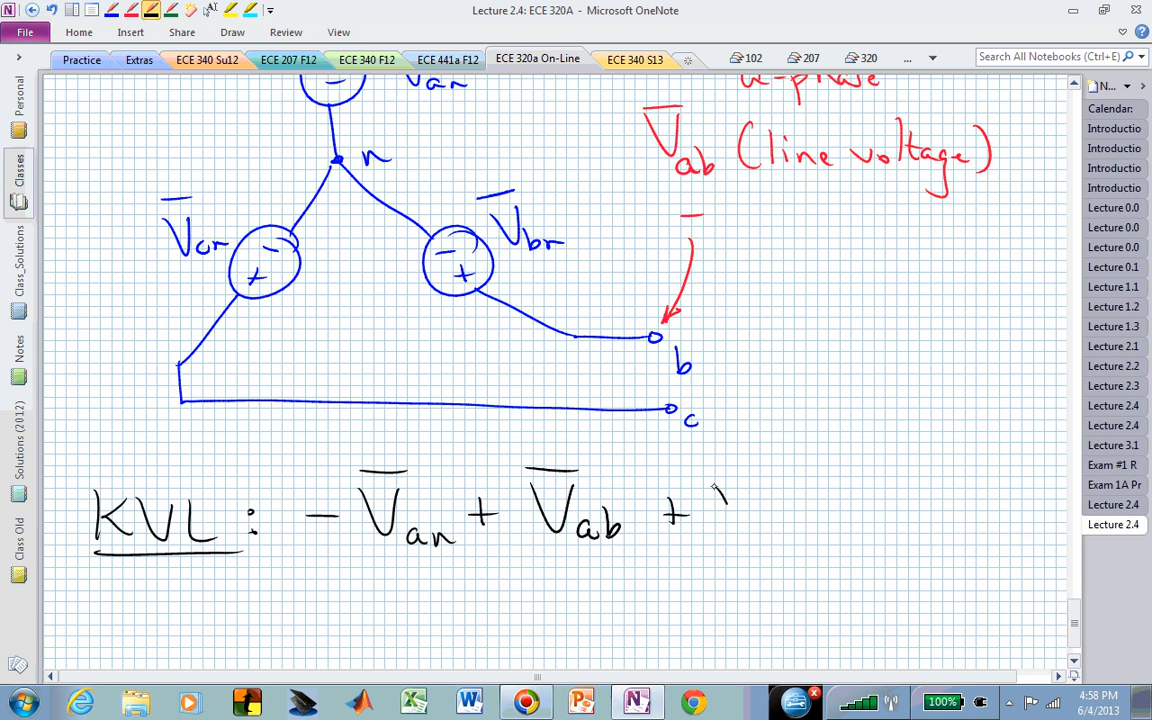 Lecture 2.4: ECE 320A - Microsoft OneNote
File Home Insert Share Draw Review View
Practice Extras ECE 340 Su12 ECE 207 F12 ECE 340 F12 ECE 441a F12 ECE 320a On-Line ECE 340 S13 102 207 320 ... Search All Notebooks (Ctrl+E)
Personal
Classes
Class_Solutions
Notes
Solutions (2012)
Class Old
N...
Calendar:
Introductio
Introductio
Introductio
Introductio
Lecture 0.0
Lecture 0.0
Lecture 0.0
Lecture 0.1
Lecture 1.1
Lecture 1.2
Lecture 1.3
Lecture 2.1
Lecture 2.2
Lecture 2.3
Lecture 2.4
Lecture 2.4
Lecture 3.1
Exam #1 R
Exam 1A Pr
Lecture 2.4
Lecture 2.4
Van
V̅ab (line voltage)
n
V̅cn
V̅bn
b
c
KVL: - V̅an + V̅ab +
100%
4:58 PM
6/4/2013